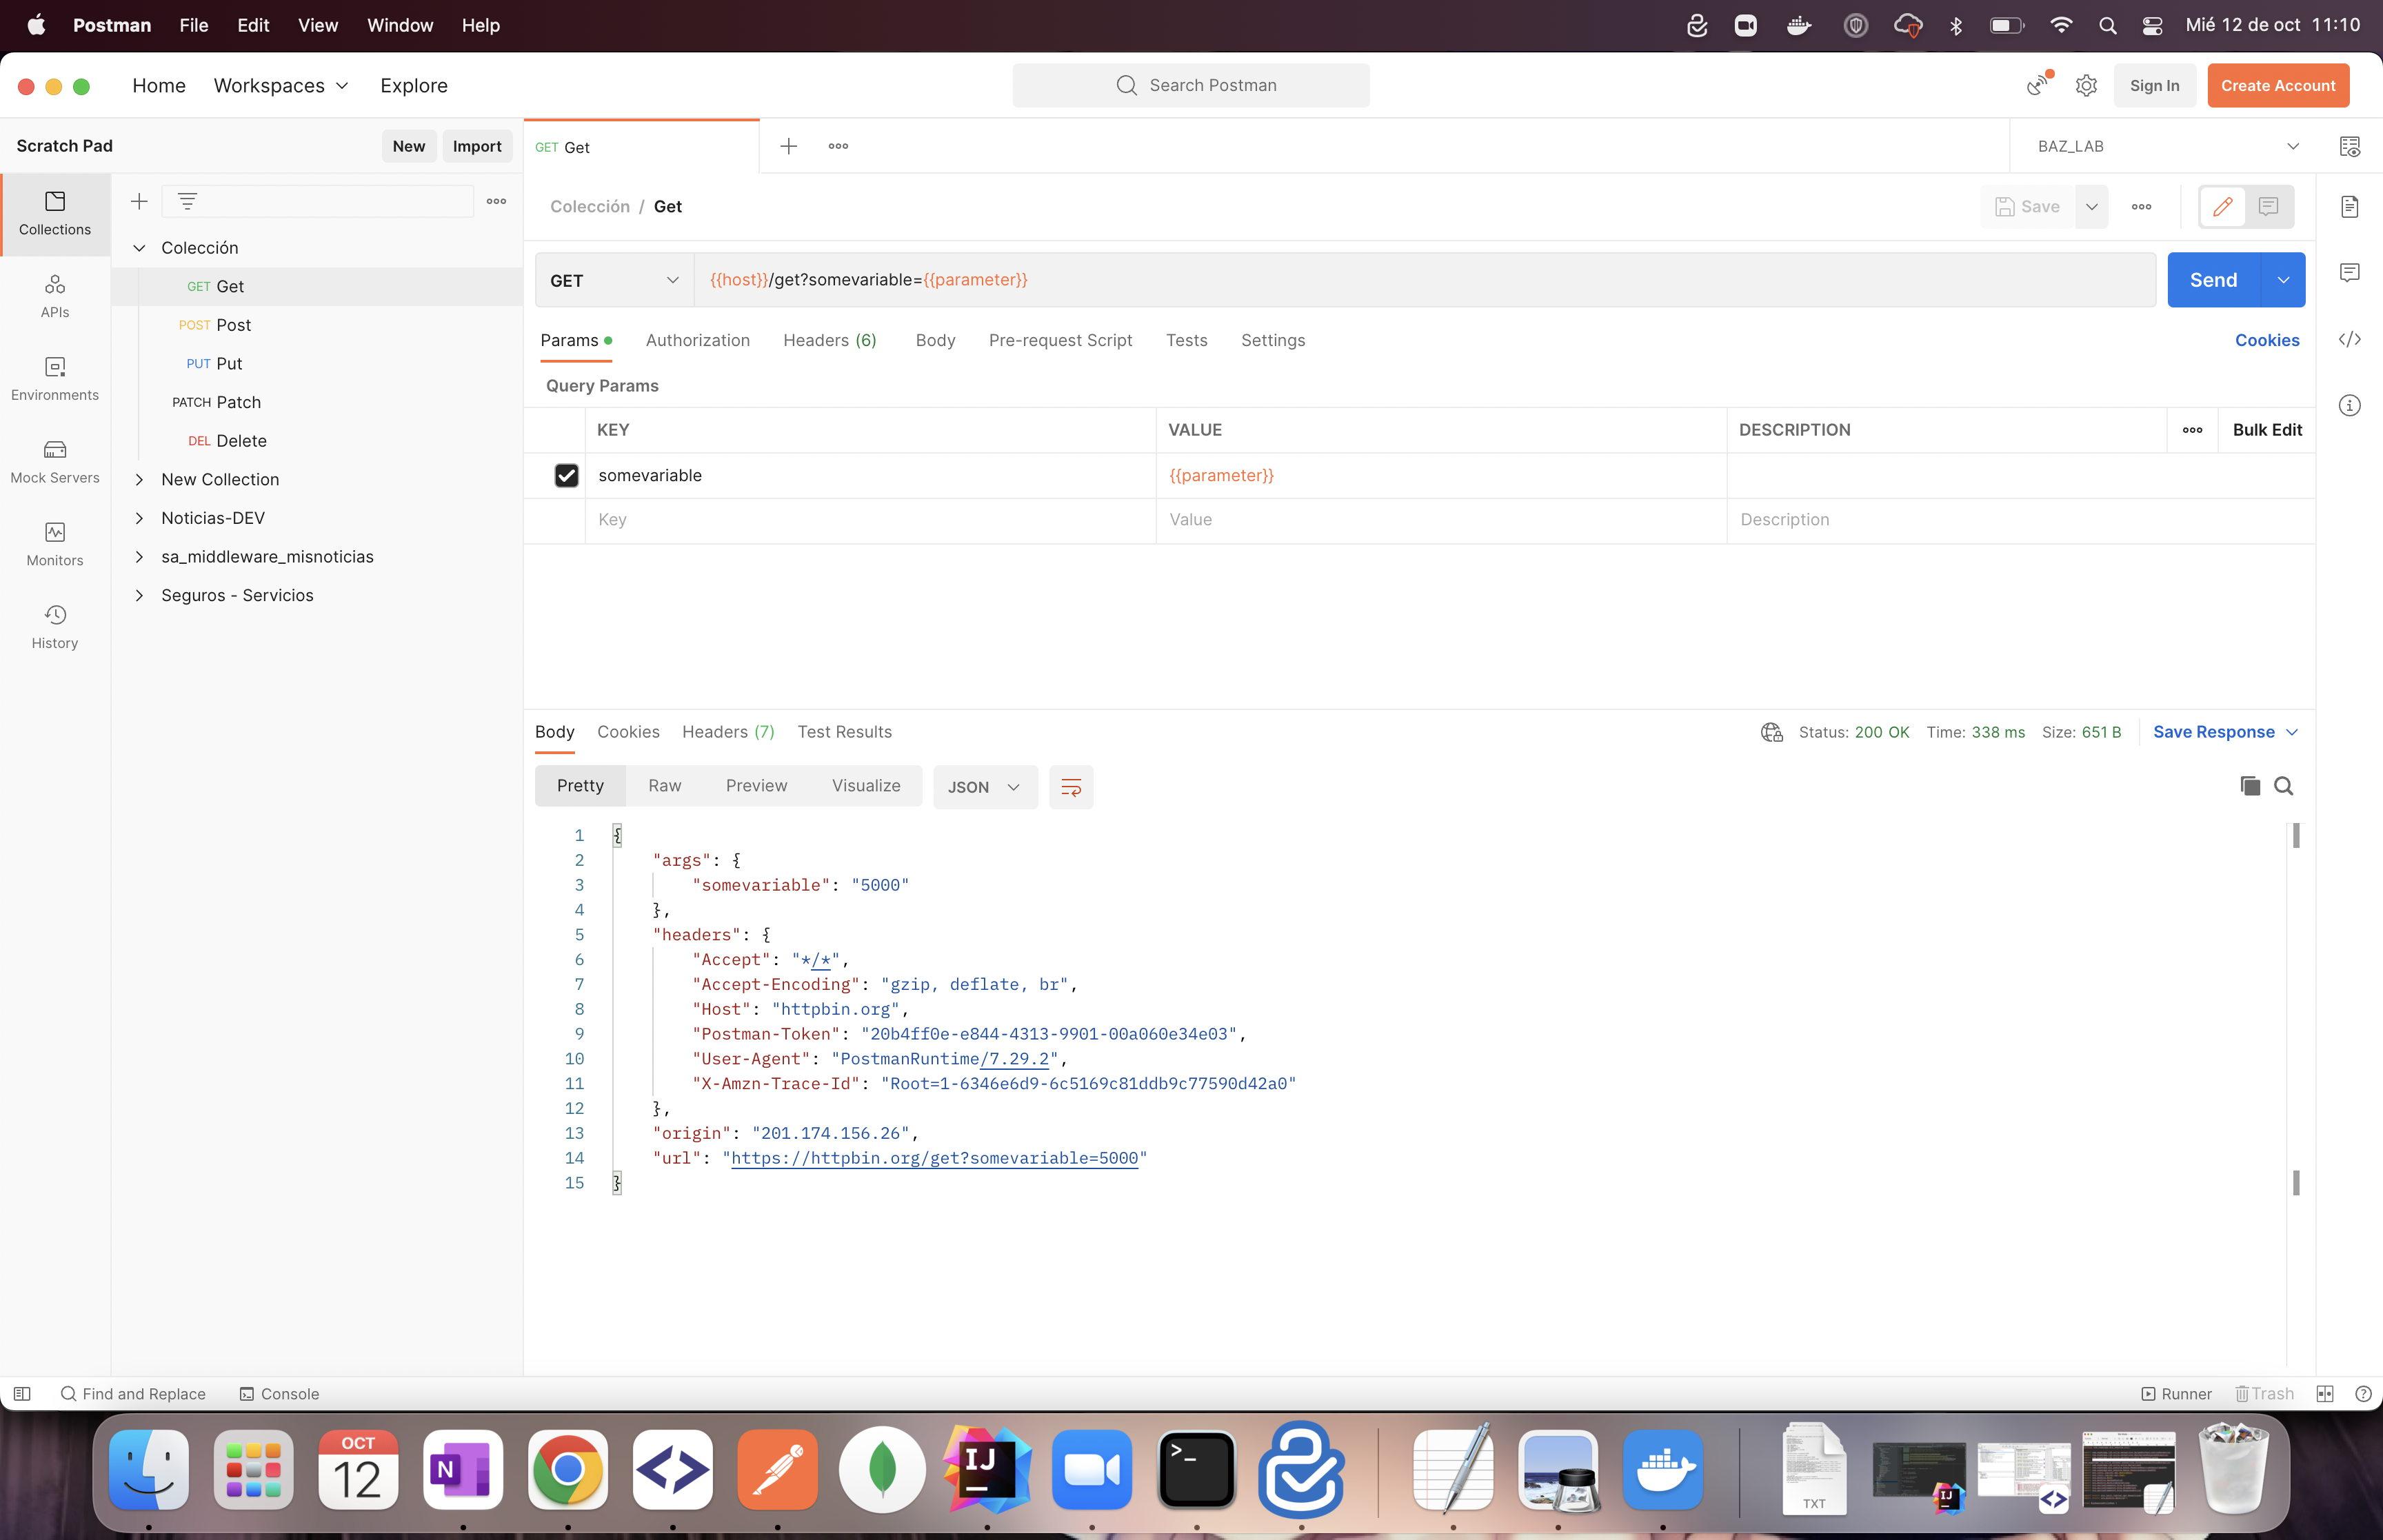 Postman File Edit View Window Help Mié 12 de oct 11:10
Home Workspaces Explore Search Postman Sign In Create Account
Scratch Pad New Import GET Get BAZ_LAB
Collections
APIs
Environments
Mock Servers
Monitors
History
Colección
GET Get
POST Post
PUT Put
PATCH Patch
DEL Delete
New Collection
Noticias-DEV
sa_middleware_misnoticias
Seguros - Servicios
Colección / Get Save
GET {{host}}/get?somevariable={{parameter}} Send
Params Authorization Headers (6) Body Pre-request Script Tests Settings Cookies
Query Params
KEY VALUE DESCRIPTION Bulk Edit
somevariable {{parameter}}
Key Value Description
Body Cookies Headers (7) Test Results Status: 200 OK Time: 338 ms Size: 651 B Save Response
Pretty Raw Preview Visualize JSON
1 {
2 "args": {
3 "somevariable": "5000"
4 },
5 "headers": {
6 "Accept": "*/*",
7 "Accept-Encoding": "gzip, deflate, br",
8 "Host": "httpbin.org",
9 "Postman-Token": "20b4ff0e-e844-4313-9901-00a060e34e03",
10 "User-Agent": "PostmanRuntime/7.29.2",
11 "X-Amzn-Trace-Id": "Root=1-6346e6d9-6c5169c81ddb9c77590d42a0"
12 },
13 "origin": "201.174.156.26",
14 "url": "https://httpbin.org/get?somevariable=5000"
15 }
Find and Replace Console Runner Trash
OCT
12
N
IJ
TXT
IJ